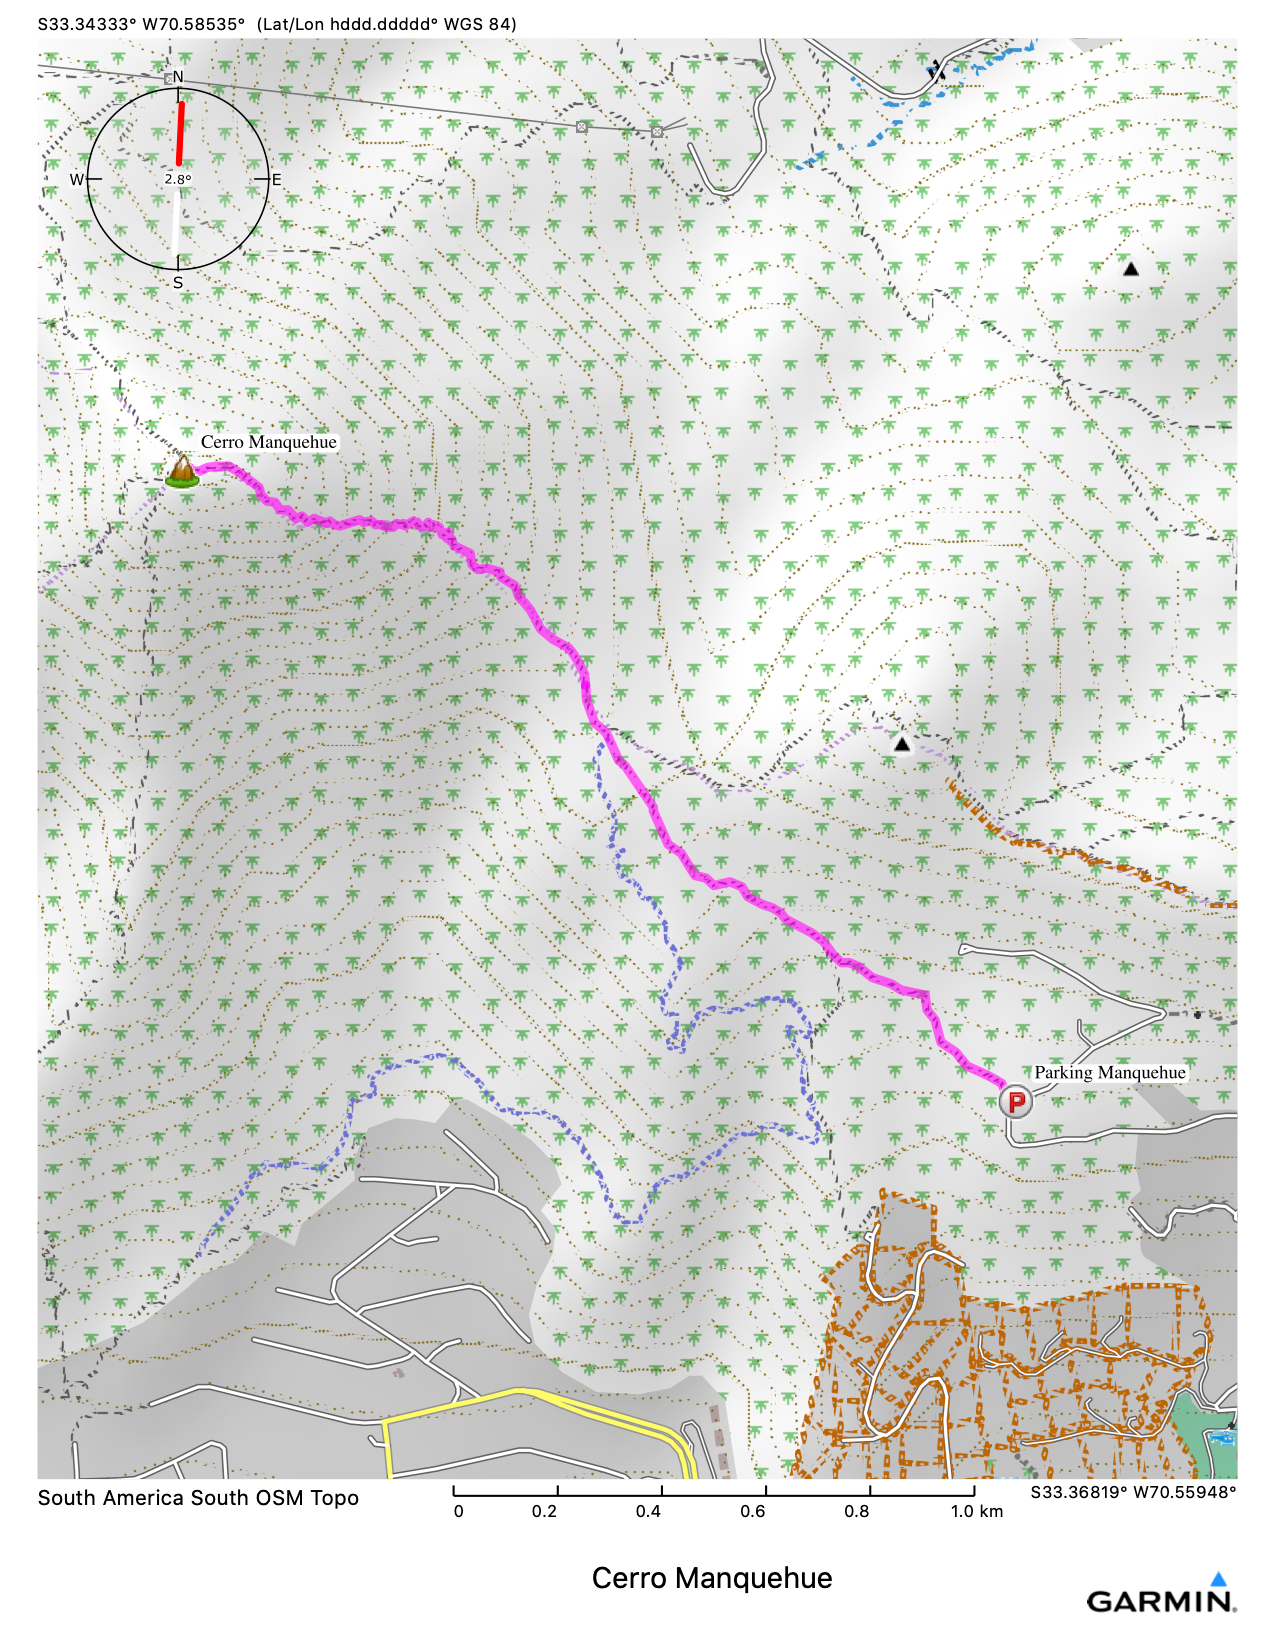 S33.34333° W70.58535° (Lat/Lon hddd.ddddd° WGS 84)
N
W
2.8°
E
S
Cerro Manquehue
Parking Manquehue
P
South America South OSM Topo
0 0.2 0.4 0.6 0.8 1.0 km
S33.36819° W70.55948°
Cerro Manquehue
GARMIN.